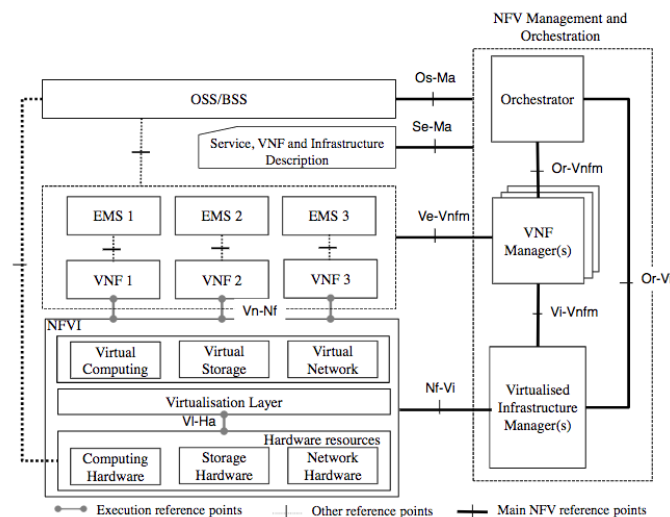 NFV Management and
Orchestration
Os-Ma
OSS/BSS
Orchestrator
Se-Ma
Service, VNF and Infrastructure
Description
Or-Vnfm
EMS 1
EMS 2
EMS 3
Ve-Vnfm
VNF
Manager(s)
VNF 1
VNF 2
VNF 3
Or-Vi
Vn-Nf
Vi-Vnfm
NFVI
Virtual
Computing
Virtual
Storage
Virtual
Network
Nf-Vi
Virtualised
Infrastructure
Manager(s)
Virtualisation Layer
Vl-Ha
Hardware resources
Computing
Hardware
Storage
Hardware
Network
Hardware
Execution reference points
Other reference points
Main NFV reference points